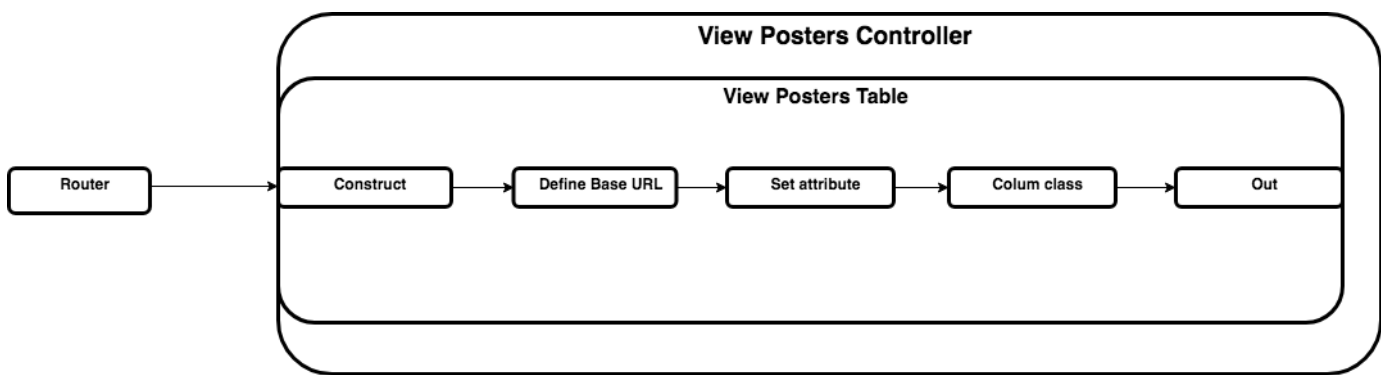 View Posters Controller
View Posters Table
Router
Construct
Define Base URL
Set attribute
Colum class
Out